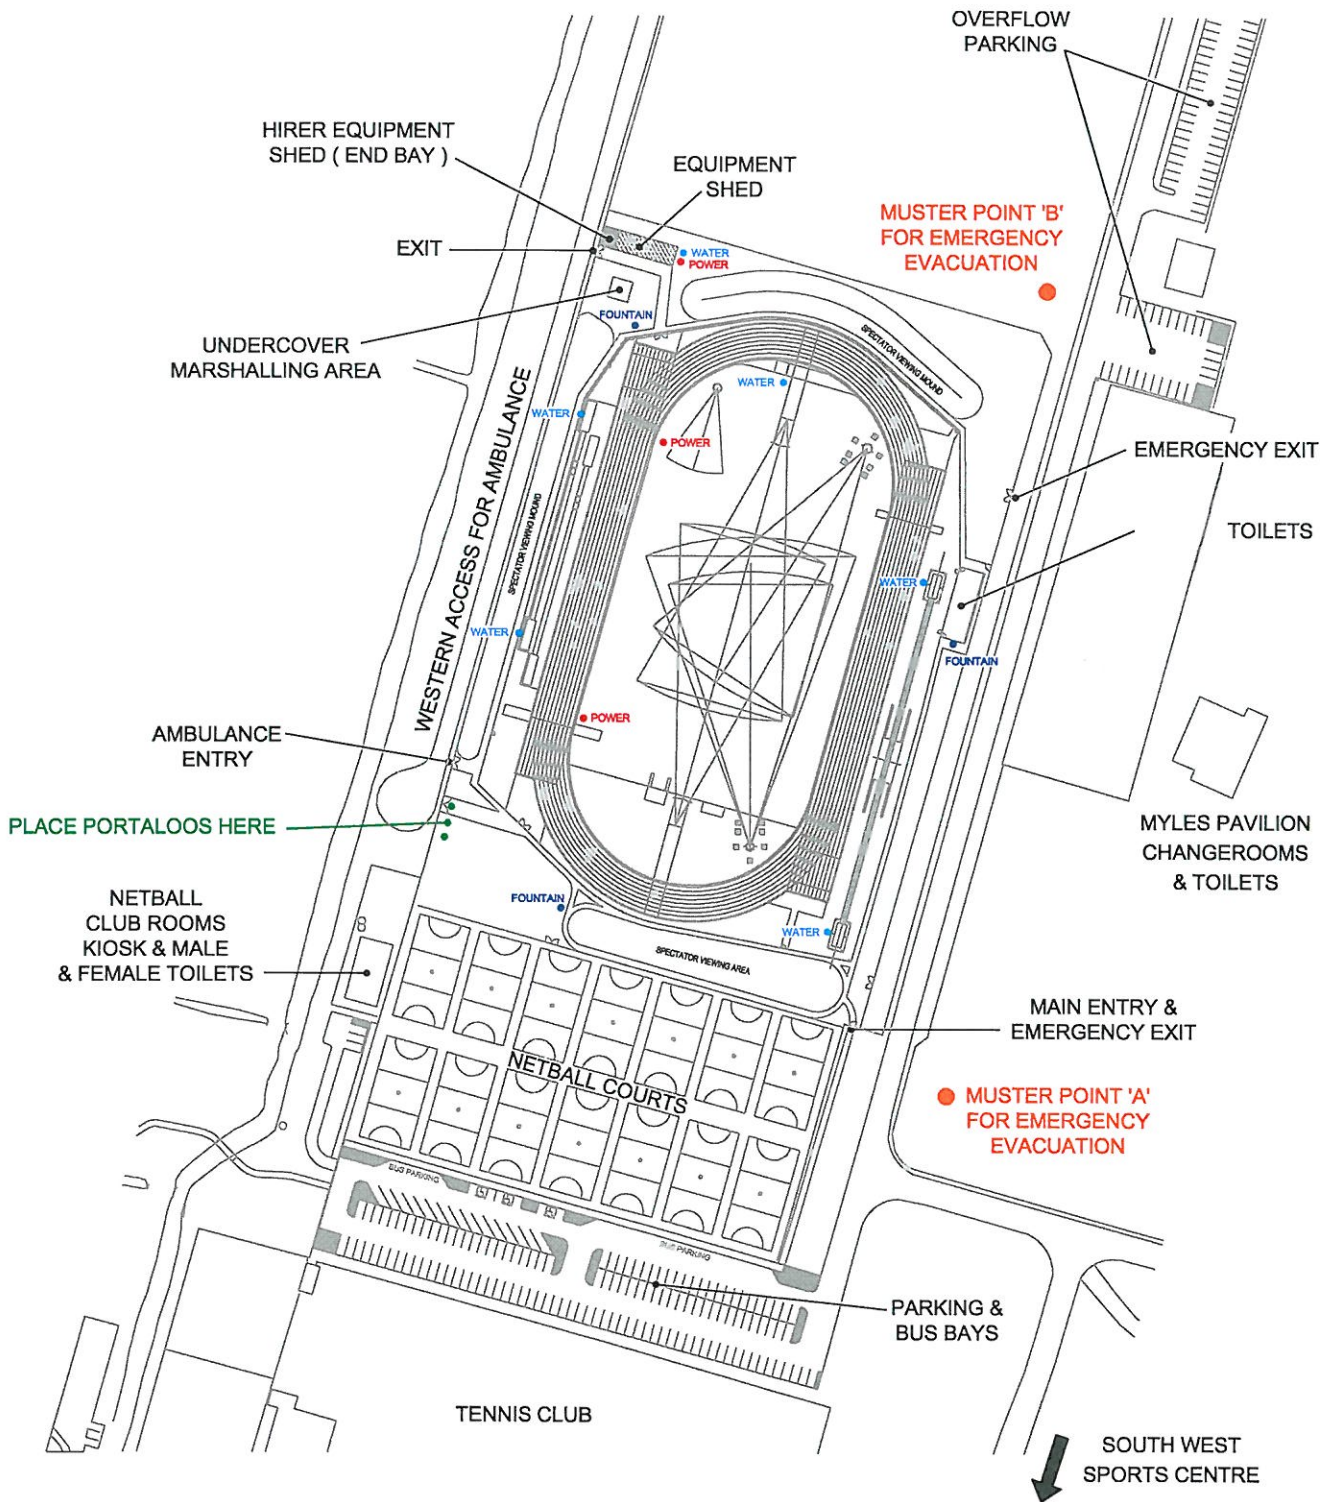 OVERFLOW
PARKING
HIRER EQUIPMENT
SHED ( END BAY )
EQUIPMENT
SHED
MUSTER POINT 'B'
FOR EMERGENCY
EVACUATION
EXIT
WATER
POWER
FOUNTAIN
UNDERCOVER
MARSHALLING AREA
SPECTATOR VIEWING MOUND
WATER
WATER
POWER
EMERGENCY EXIT
WESTERN ACCESS FOR AMBULANCE
SPECTATOR VIEWING MOUND
TOILETS
WATER
WATER
FOUNTAIN
POWER
AMBULANCE
ENTRY
PLACE PORTALOOS HERE
MYLES PAVILION
CHANGEROOMS
& TOILETS
NETBALL
CLUB ROOMS
KIOSK & MALE
& FEMALE TOILETS
FOUNTAIN
WATER
SPECTATOR VIEWING AREA
MAIN ENTRY &
EMERGENCY EXIT
NETBALL COURTS
MUSTER POINT 'A'
FOR EMERGENCY
EVACUATION
BUS PARKING
BUS PARKING
PARKING &
BUS BAYS
TENNIS CLUB
SOUTH WEST
SPORTS CENTRE